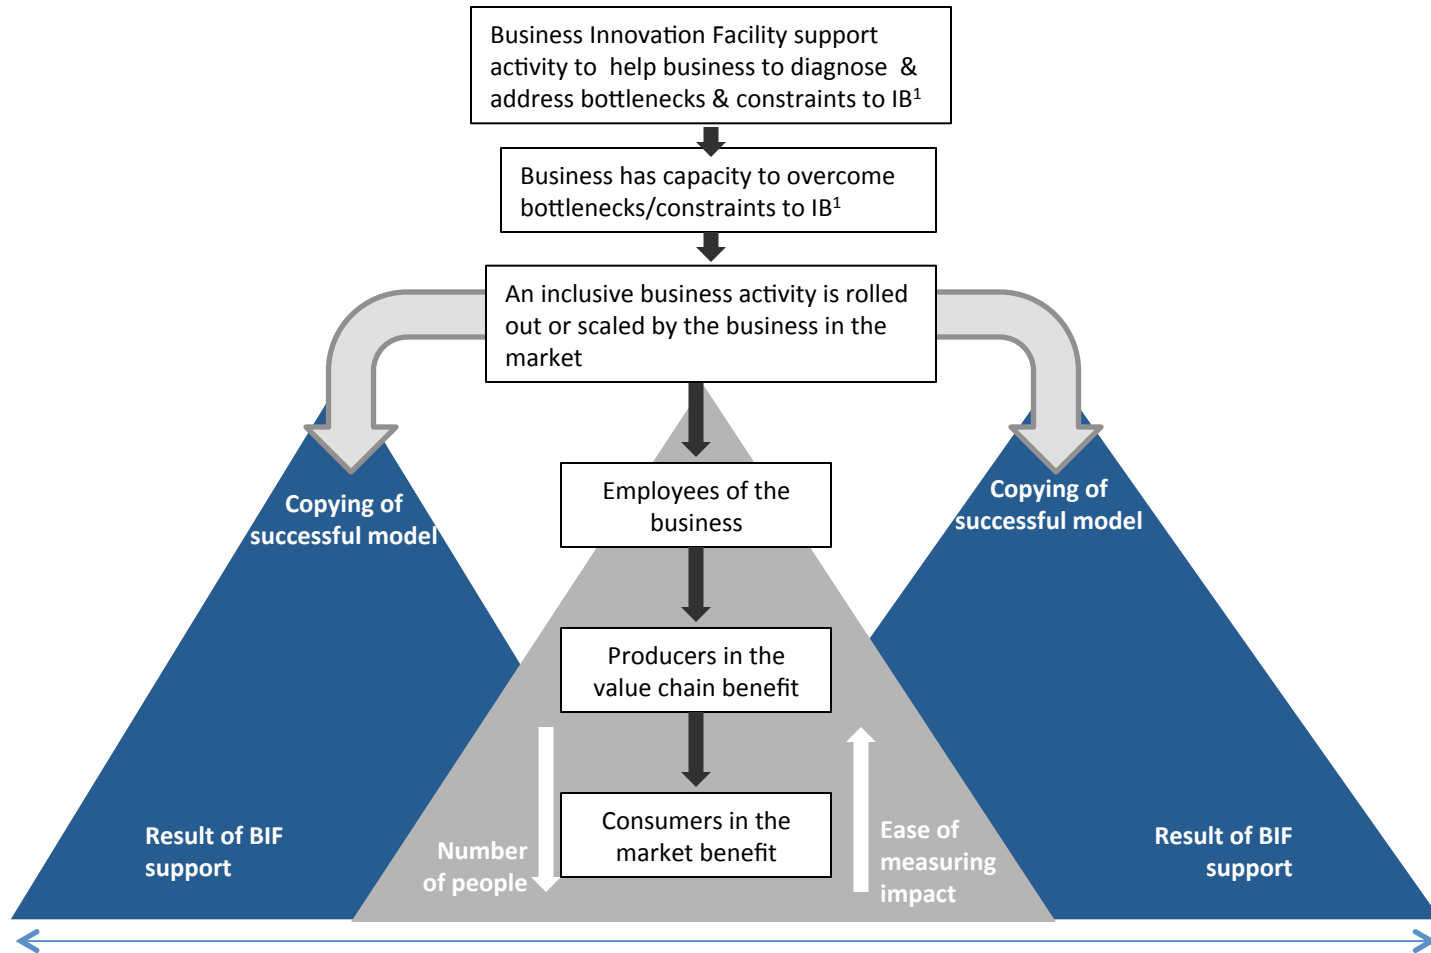 Business Innovation Facility support
activity to  help business to diagnose  &
address bottlenecks & constraints to IB¹
Business has capacity to overcome
bottlenecks/constraints to IB¹
An inclusive business activity is rolled
out or scaled by the business in the
market
Copying of
successful model
Employees of the
business
Copying of
successful model
Producers in the
value chain benefit
Consumers in the
market benefit
Result of BIF
support
Number
of people
Ease of
measuring
impact
Result of BIF
support